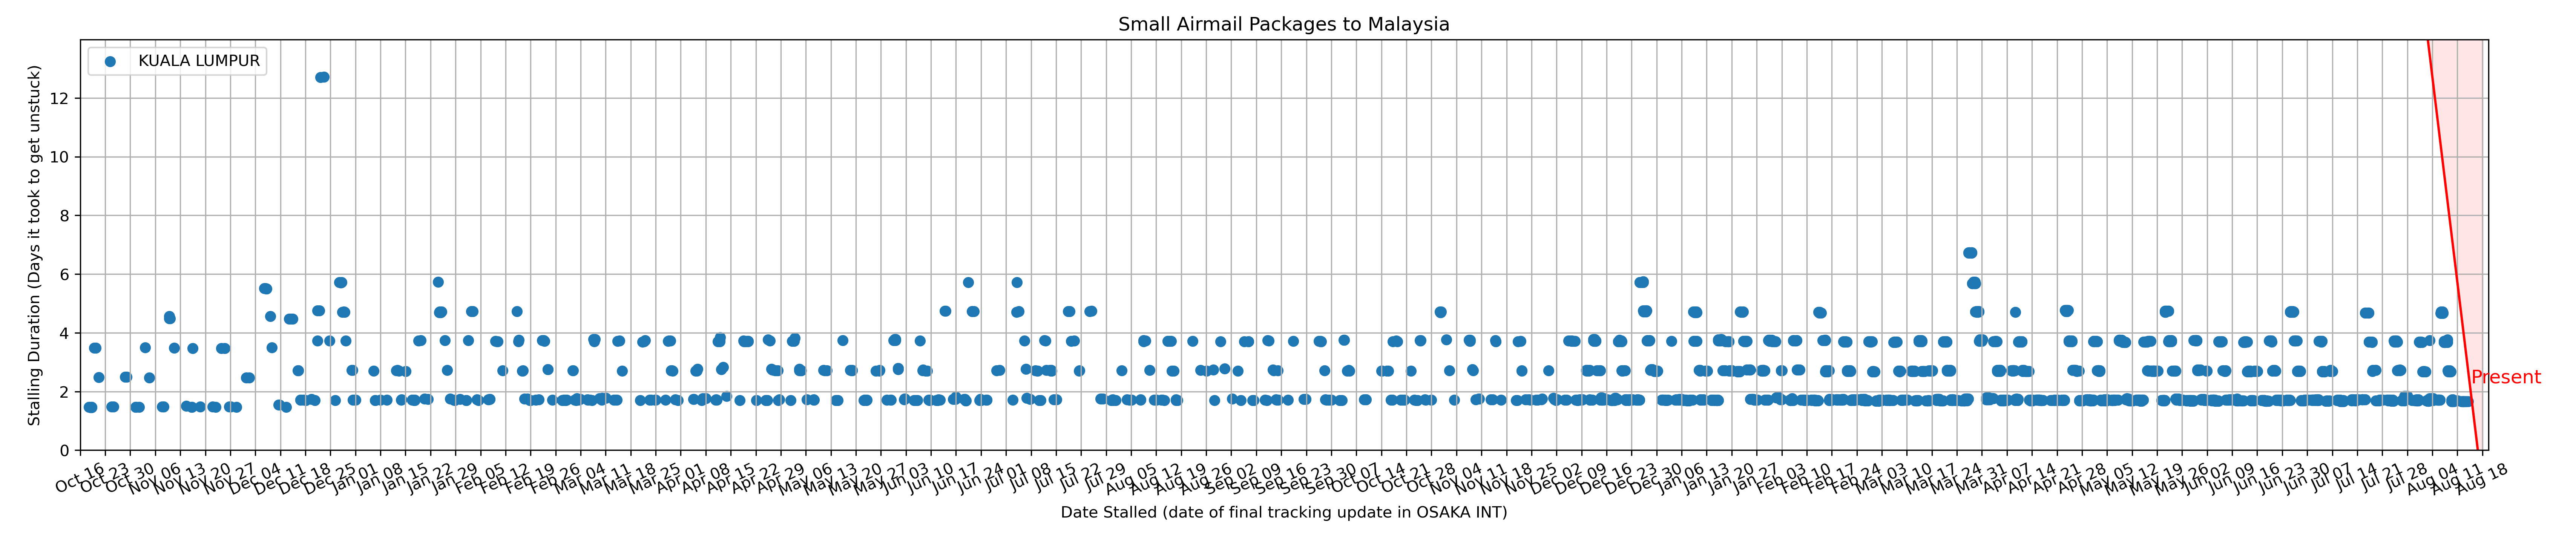 Small Airmail Packages to Malaysia
KUALA LUMPUR
Stalling Duration (Days it took to get unstuck)
12
10
8
6
4
2
0
Present
Oct 16
Oct 23
Oct 30
Nov 06
Nov 13
Nov 20
Nov 27
Dec 04
Dec 11
Dec 18
Dec 25
Jan 01
Jan 08
Jan 15
Jan 22
Jan 29
Feb 05
Feb 12
Feb 19
Feb 26
Mar 04
Mar 11
Mar 18
Mar 25
Apr 01
Apr 08
Apr 15
Apr 22
Apr 29
May 06
May 13
May 20
May 27
Jun 03
Jun 10
Jun 17
Jun 24
Jul 01
Jul 08
Jul 15
Jul 22
Jul 29
Aug 05
Aug 12
Aug 19
Aug 26
Sep 02
Sep 09
Sep 16
Sep 23
Sep 30
Oct 07
Oct 14
Oct 21
Oct 28
Nov 04
Nov 11
Nov 18
Nov 25
Dec 02
Dec 09
Dec 16
Dec 23
Dec 30
Jan 06
Jan 13
Jan 20
Jan 27
Feb 03
Feb 10
Feb 17
Feb 24
Mar 03
Mar 10
Mar 17
Mar 24
Mar 31
Apr 07
Apr 14
Apr 21
Apr 28
May 05
May 12
May 19
May 26
Jun 02
Jun 09
Jun 16
Jun 23
Jun 30
Jul 07
Jul 14
Jul 21
Jul 28
Aug 04
Aug 11
Aug 18
Date Stalled (date of final tracking update in OSAKA INT)